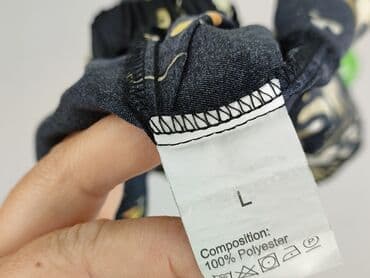 L
Composition:
100% Polyester